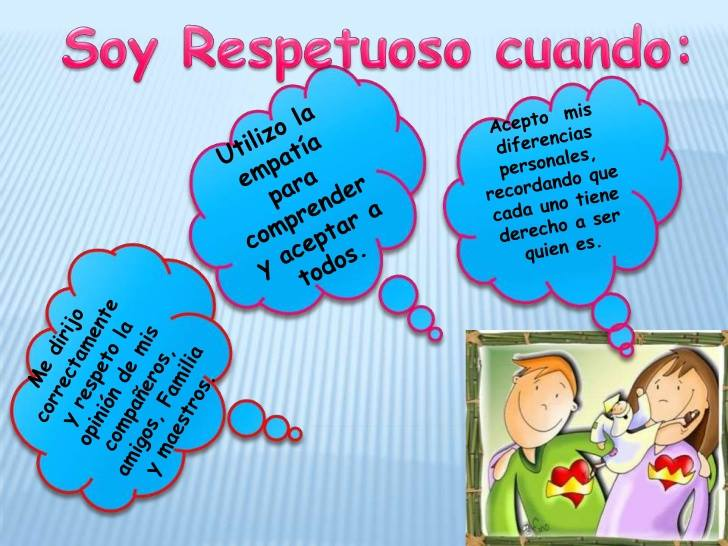 Soy Respetuoso cuando:
Utilizo la
empatía
para
comprender
y aceptar a
todos.
Acepto mis
diferencias
personales,
recordando que
cada uno tiene
derecho a ser
quien es.
Me dirijo
correctamente
y respeto la
opinión de mis
compañeros,
amigos, Familia
y maestros.